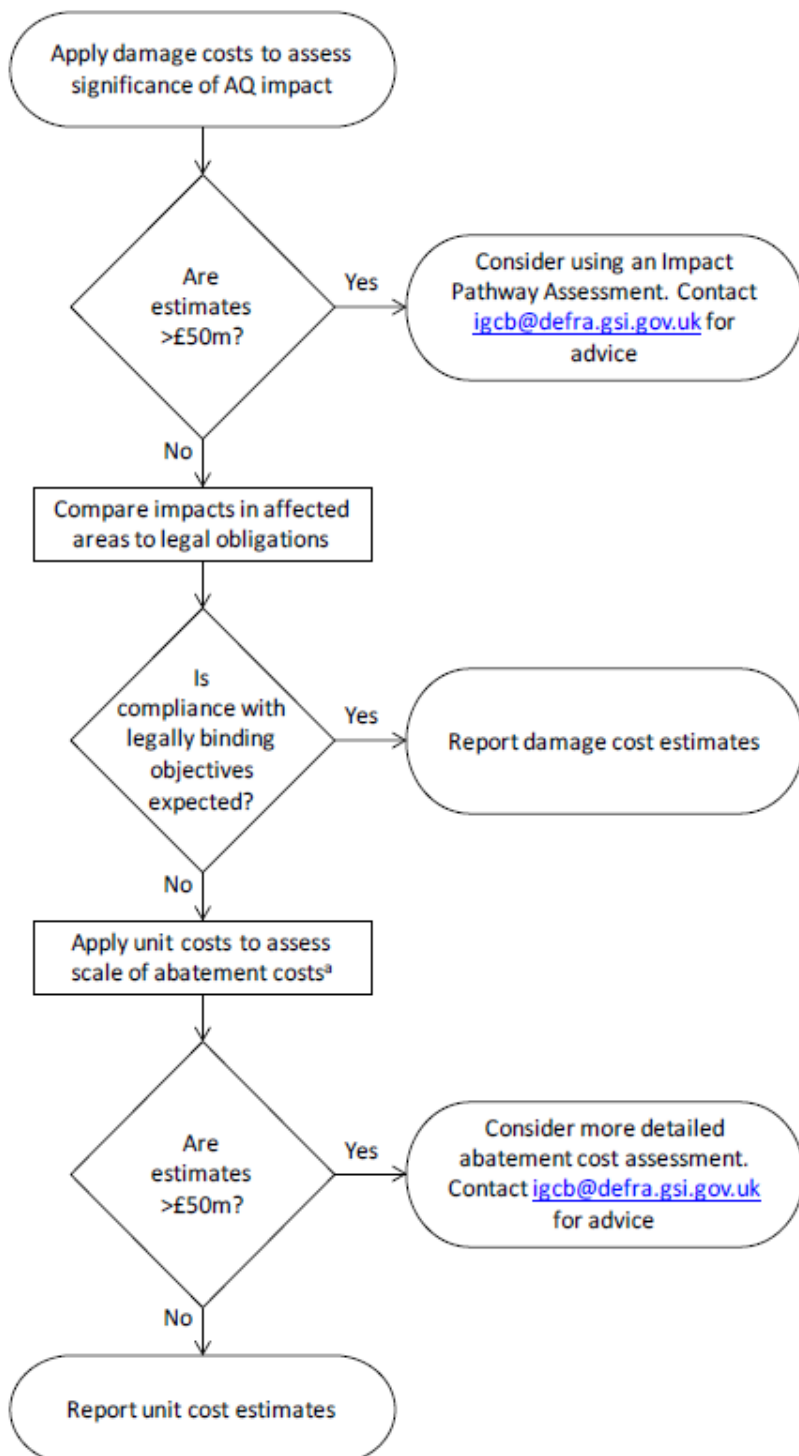 Apply damage costs to assess
significance of AQ impact
Are
estimates
>£50m?
Yes
Consider using an Impact
Pathway Assessment. Contact
igcb@defra.gsi.gov.uk for
advice
No
Compare impacts in affected
areas to legal obligations
Is
compliance with
legally binding
objectives
expected?
Yes
Report damage cost estimates
No
Apply unit costs to assess
scale of abatement costsᵃ
Are
estimates
>£50m?
Yes
Consider more detailed
abatement cost assessment.
Contact igcb@defra.gsi.gov.uk
for advice
No
Report unit cost estimates